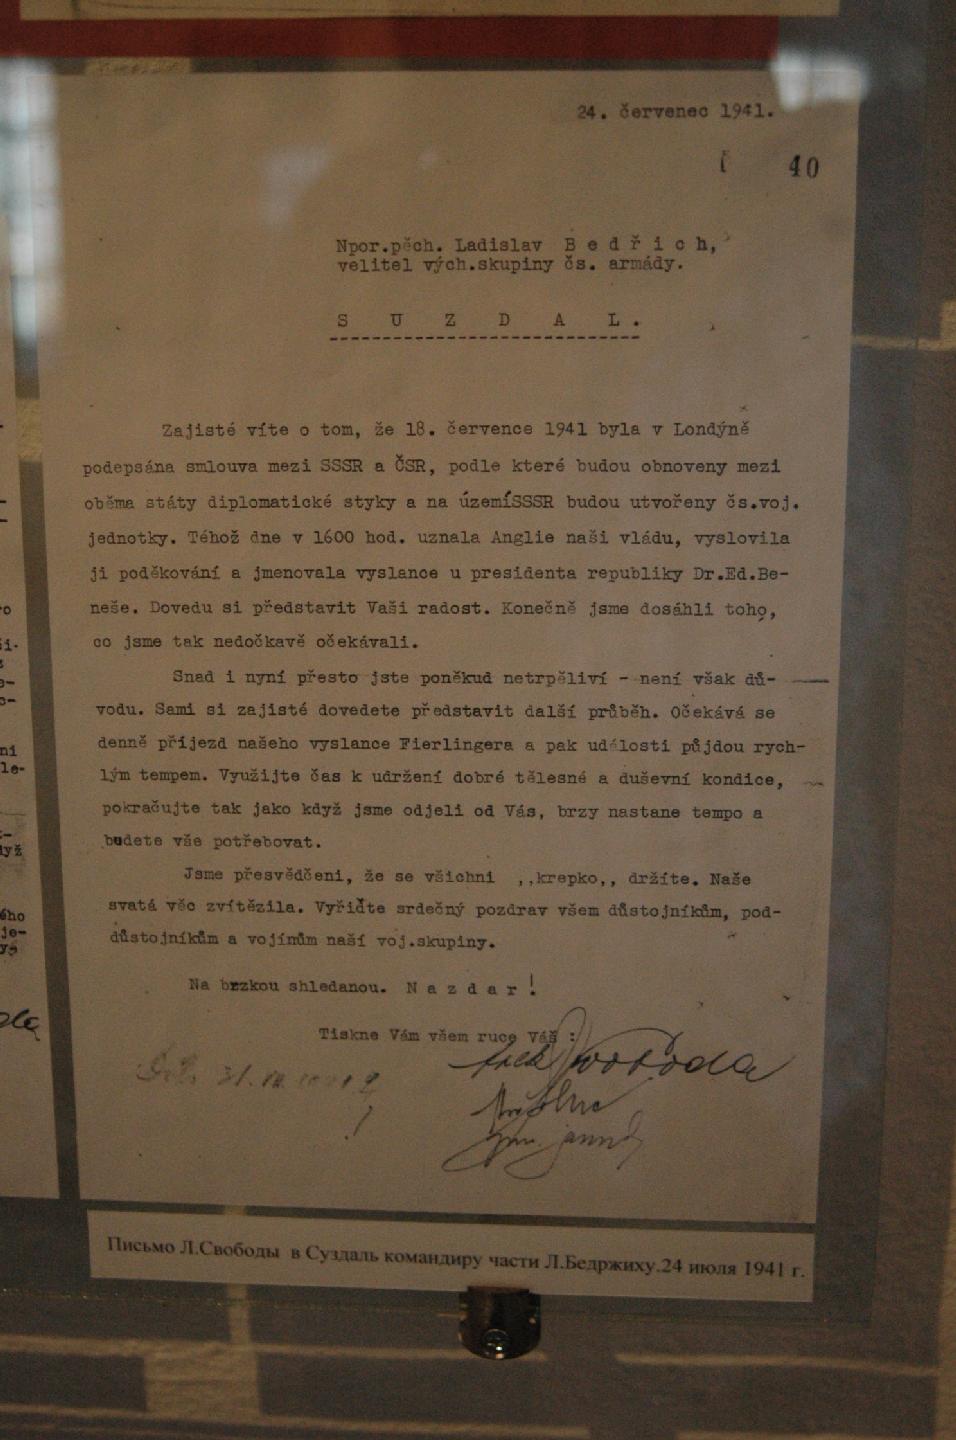 24. červenec 1941.
40
Npor.pěch. Ladislav B e d ř i c h,
velitel vých.skupiny čs. armády.
S U Z D A L.
Zajisté víte o tom, že 18. července 1941 byla v Londýně
podepsána smlouva mezi SSSR a ČSR, podle které budou obnoveny mezi
oběma státy diplomatické styky a na územíSSSR budou utvořeny čs.voj.
jednotky. Téhož dne v 1600 hod. uznala Anglie naši vládu, vyslovila
jí poděkování a jmenovala vyslance u presidenta republiky Dr.Ed.Be-
neše. Dovedu si představit Vaši radost. Konečně jsme dosáhli toho,
co jsme tak nedočkavě očekávali.
Snad i nyní přesto jste poněkud netrpěliví - není však dů-
vodu. Sami si zajisté dovedete představit další průběh. Očekává se
denně příjezd našeho vyslance Fierlingera a pak události půjdou rych-
lým tempem. Využijte čas k udržení dobré tělesné a duševní kondice,
pokračujte tak jako když jsme odjeli od Vás, brzy nastane tempo a
budete vše potřebovat.
Jsme přesvědčeni, že se všichni ,,krepko,, držíte. Naše
svatá věc zvítězila. Vyřiďte srdečný pozdrav všem důstojníkům, pod-
důstojníkům a vojínům naší voj.skupiny.
Na brzkou shledanou. N a z d a r !
Tiskne Vám všem ruce Váš :
Svoboda
Письмо Л.Свободы в Суздаль командиру части Л.Бедржиху.24 июля 1941 г.